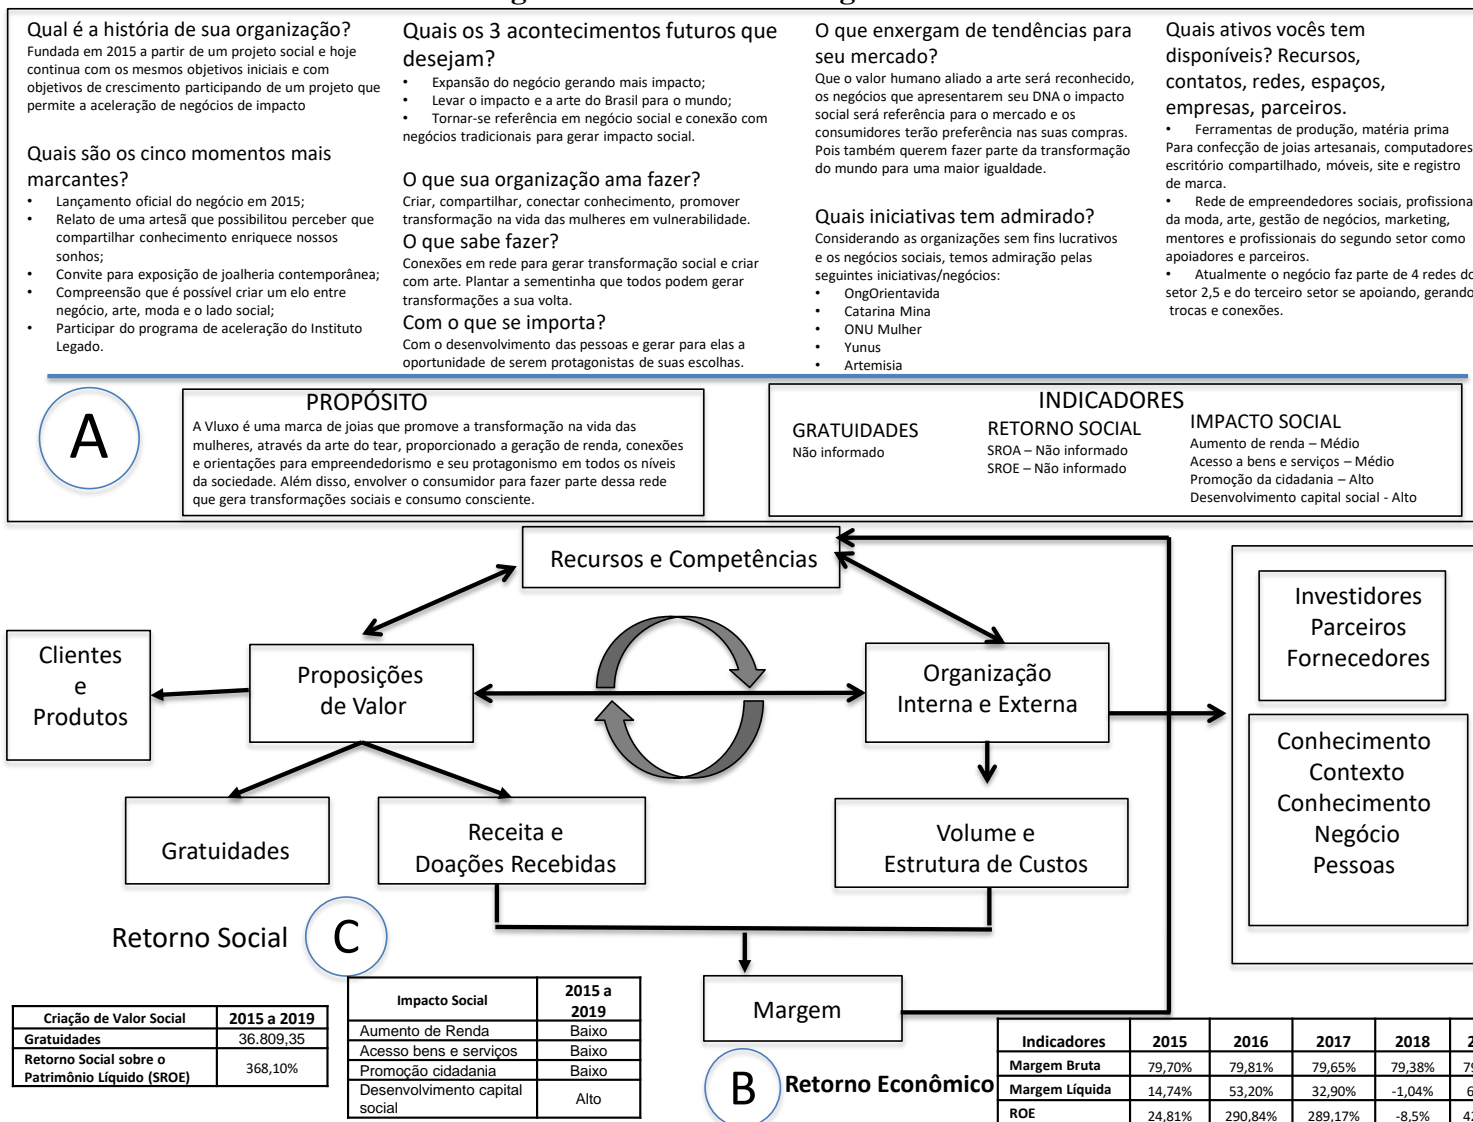 Qual é a história de sua organização?
Fundada em 2015 a partir de um projeto social e hoje
continua com os mesmos objetivos iniciais e com
objetivos de crescimento participando de um projeto que
permite a aceleração de negócios de impacto
Quais são os cinco momentos mais
marcantes?
• Lançamento oficial do negócio em 2015;
• Relato de uma artesã que possibilitou perceber que
compartilhar conhecimento enriquece nossos
sonhos;
• Convite para exposição de joalheria contemporânea;
• Compreensão que é possível criar um elo entre
negócio, arte, moda e o lado social;
• Participar do programa de aceleração do Instituto
Legado.
Quais os 3 acontecimentos futuros que
desejam?
• Expansão do negócio gerando mais impacto;
• Levar o impacto e a arte do Brasil para o mundo;
• Tornar-se referência em negócio social e conexão com
negócios tradicionais para gerar impacto social.
O que sua organização ama fazer?
Criar, compartilhar, conectar conhecimento, promover
transformação na vida das mulheres em vulnerabilidade.
O que sabe fazer?
Conexões em rede para gerar transformação social e criar
com arte. Plantar a sementinha que todos podem gerar
transformações a sua volta.
Com o que se importa?
Com o desenvolvimento das pessoas e gerar para elas a
oportunidade de serem protagonistas de suas escolhas.
O que enxergam de tendências para
seu mercado?
Que o valor humano aliado a arte será reconhecido,
os negócios que apresentarem seu DNA o impacto
social será referência para o mercado e os
consumidores terão preferência nas suas compras.
Pois também querem fazer parte da transformação
do mundo para uma maior igualdade.
Quais iniciativas tem admirado?
Considerando as organizações sem fins lucrativos
e os negócios sociais, temos admiração pelas
seguintes iniciativas/negócios:
• OngOrientavida
• Catarina Mina
• ONU Mulher
• Yunus
• Artemisia
Quais ativos vocês tem
disponíveis? Recursos,
contatos, redes, espaços,
empresas, parceiros.
• Ferramentas de produção, matéria prima
Para confecção de joias artesanais, computadores
escritório compartilhado, móveis, site e registro
de marca.
• Rede de empreendedores sociais, profissiona
da moda, arte, gestão de negócios, marketing,
mentores e profissionais do segundo setor como
apoiadores e parceiros.
• Atualmente o negócio faz parte de 4 redes do
setor 2,5 e do terceiro setor se apoiando, gerando
trocas e conexões.
A
PROPÓSITO
A Vluxo é uma marca de joias que promove a transformação na vida das
mulheres, através da arte do tear, proporcionado a geração de renda, conexões
e orientações para empreendedorismo e seu protagonismo em todos os níveis
da sociedade. Além disso, envolver o consumidor para fazer parte dessa rede
que gera transformações sociais e consumo consciente.
INDICADORES
GRATUIDADES
Não informado
RETORNO SOCIAL
SROA – Não informado
SROE – Não informado
IMPACTO SOCIAL
Aumento de renda – Médio
Acesso a bens e serviços – Médio
Promoção da cidadania – Alto
Desenvolvimento capital social - Alto
Recursos e Competências
Clientes
e
Produtos
Proposições
de Valor
Organização
Interna e Externa
Investidores
Parceiros
Fornecedores
Conhecimento
Contexto
Conhecimento
Negócio
Pessoas
Gratuidades
Receita e
Doações Recebidas
Volume e
Estrutura de Custos
Retorno Social C
Margem
Criação de Valor Social 2015 a 2019
Gratuidades 36.809,35
Retorno Social sobre o
Patrimônio Líquido (SROE) 368,10%
Impacto Social 2015 a
2019
Aumento de Renda Baixo
Acesso bens e serviços Baixo
Promoção cidadania Baixo
Desenvolvimento capital
social Alto
B Retorno Econômico
Indicadores 2015 2016 2017 2018 2
Margem Bruta 79,70% 79,81% 79,65% 79,38% 79
Margem Líquida 14,74% 53,20% 32,90% -1,04% 6
ROE 24,81% 290,84% 289,17% -8,5% 42